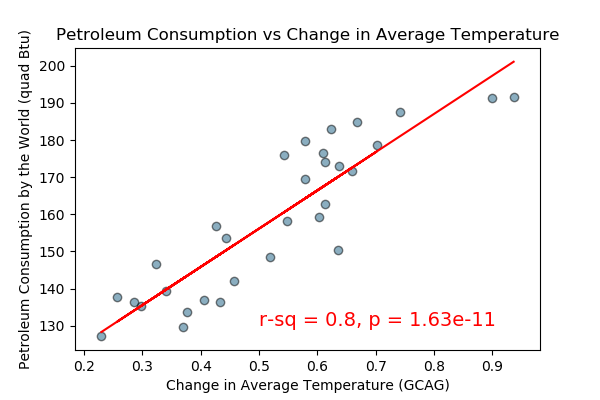 Petroleum Consumption vs Change in Average Temperature
Petroleum Consumption by the World (quad Btu)
200
190
180
170
160
150
140
130
r-sq = 0.8, p = 1.63e-11
0.2 0.3 0.4 0.5 0.6 0.7 0.8 0.9
Change in Average Temperature (GCAG)